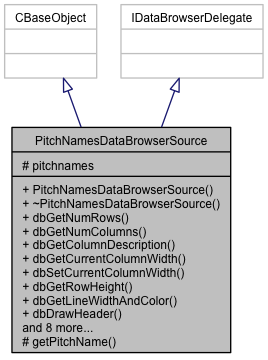 CBaseObject
IDataBrowserDelegate
PitchNamesDataBrowserSource
# pitchnames
+ PitchNamesDataBrowserSource()
+ ~PitchNamesDataBrowserSource()
+ dbGetNumRows()
+ dbGetNumColumns()
+ dbGetColumnDescription()
+ dbGetCurrentColumnWidth()
+ dbSetCurrentColumnWidth()
+ dbGetRowHeight()
+ dbGetLineWidthAndColor()
+ dbDrawHeader()
and 8 more...
# getPitchName()